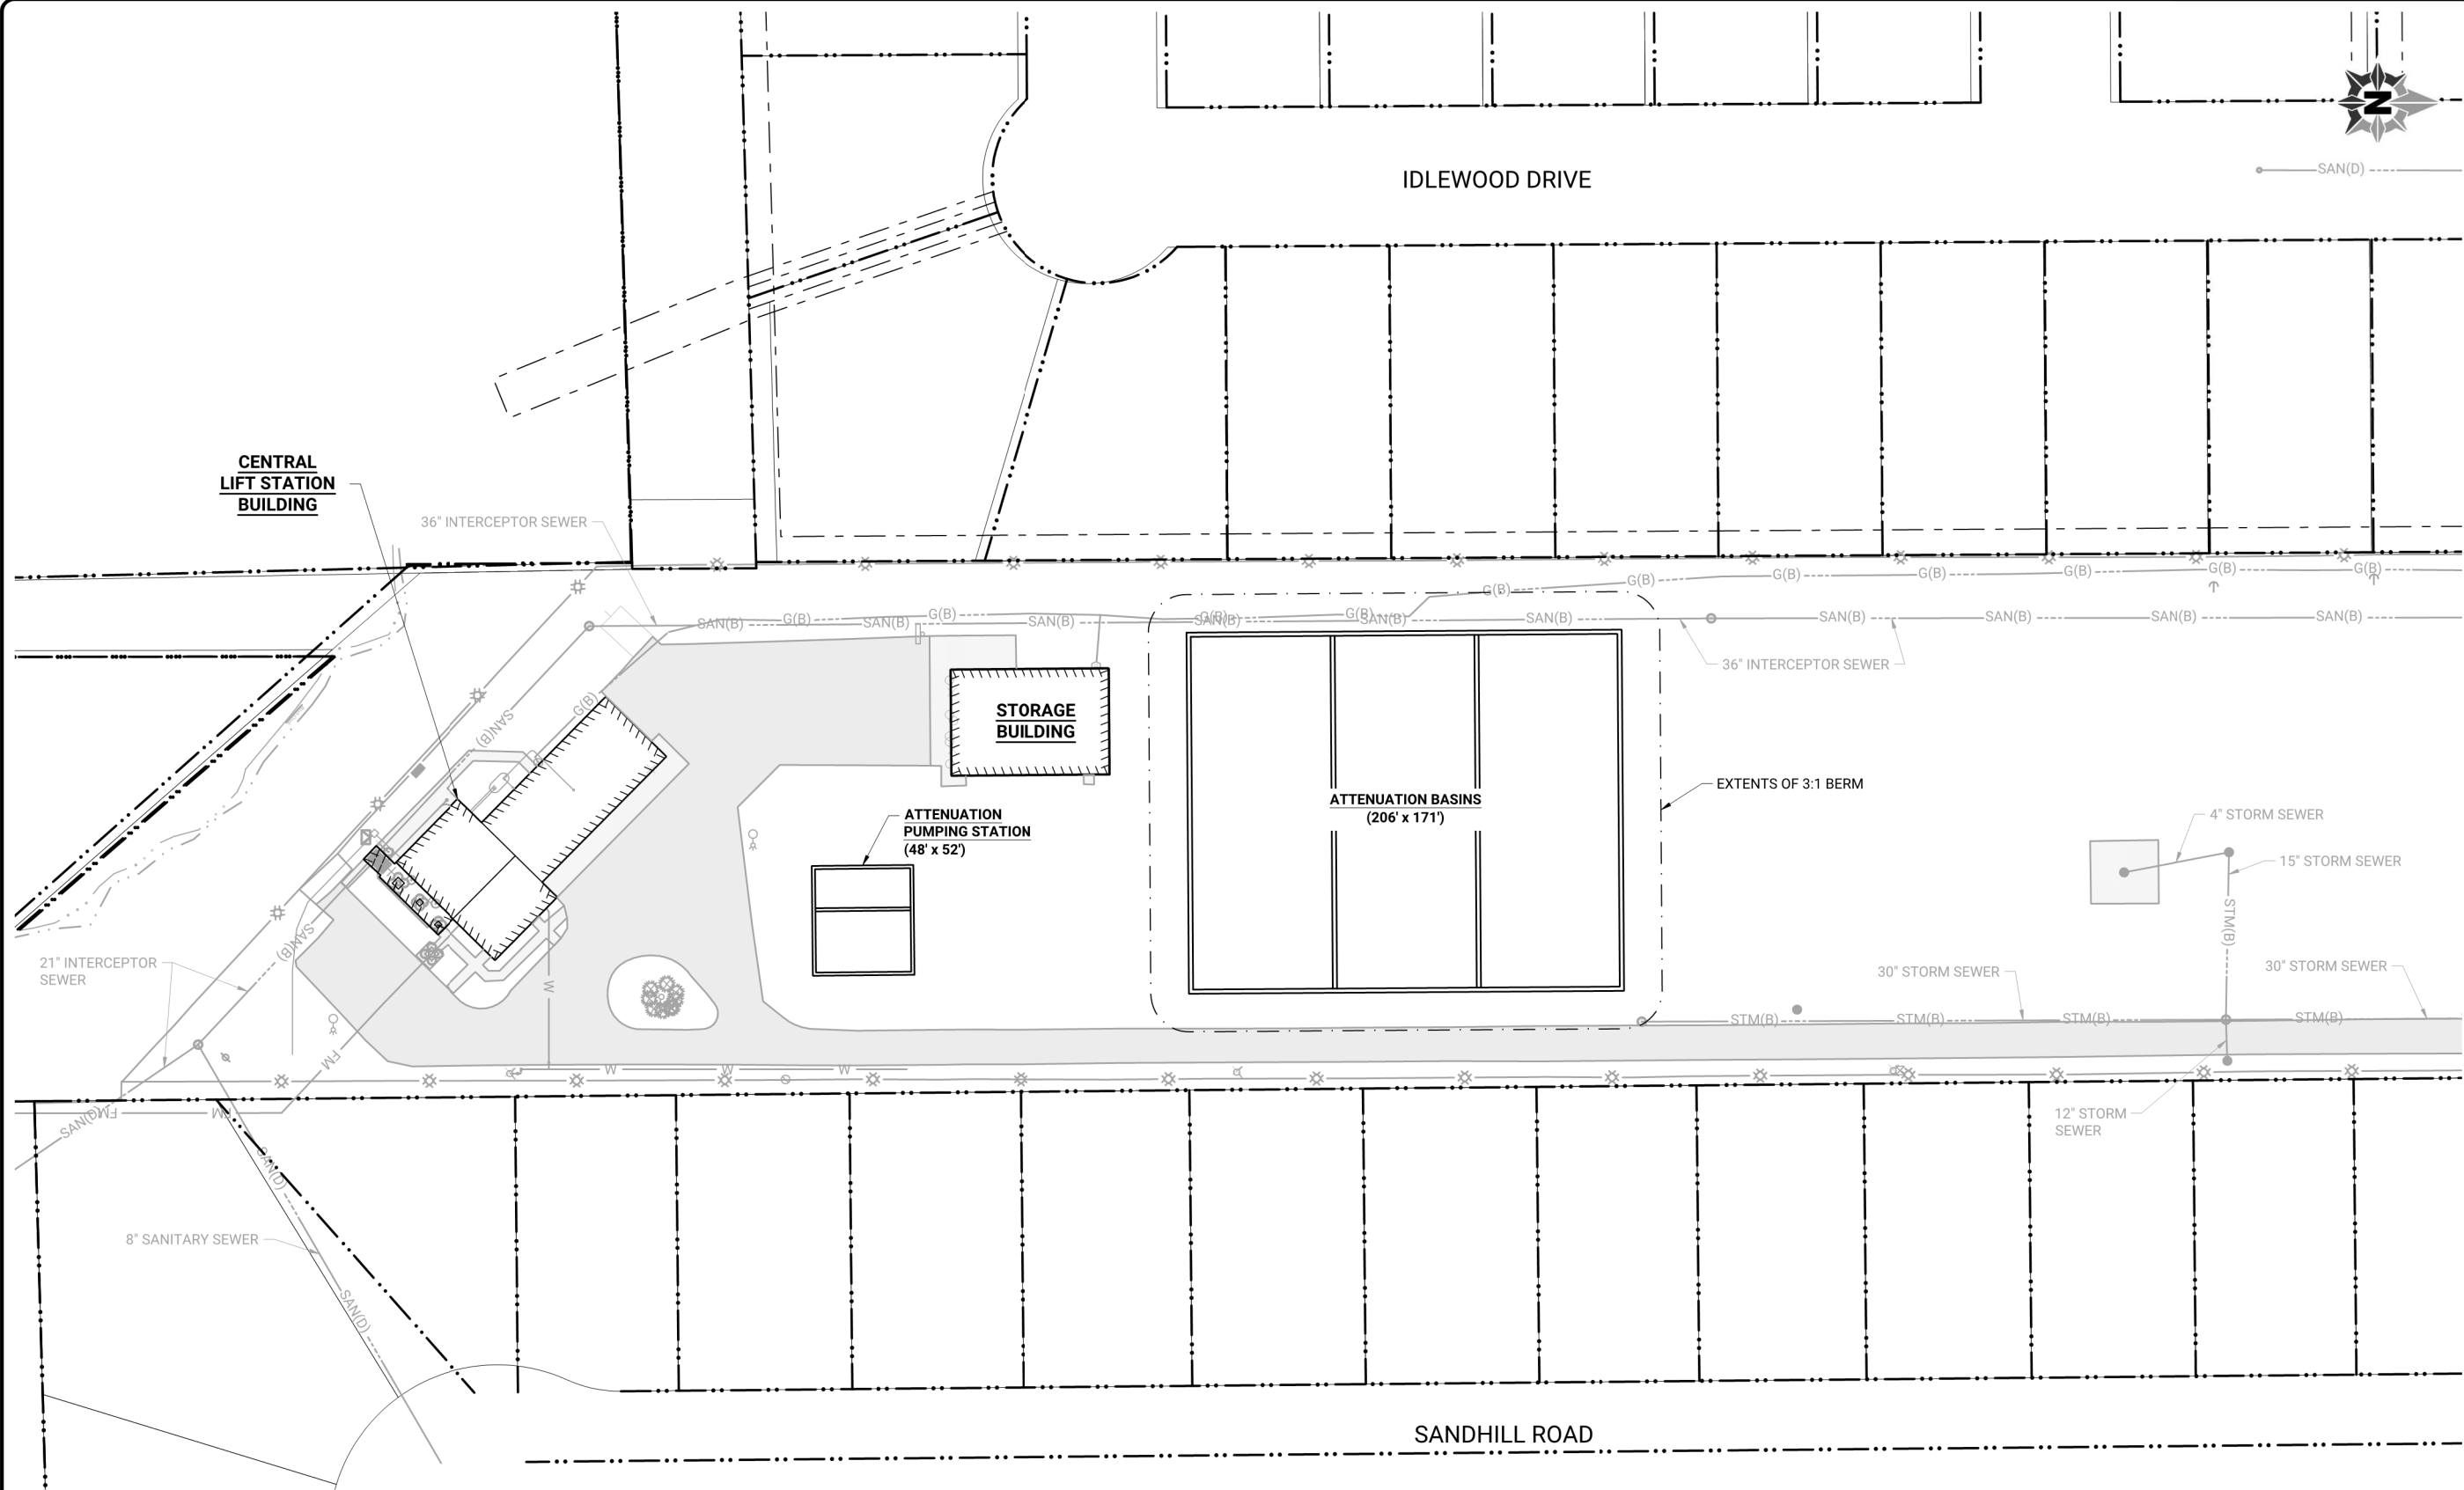 N
IDLEWOOD DRIVE
SAN(D)
CENTRAL
LIFT STATION
BUILDING
36" INTERCEPTOR SEWER
G(B)
G(B)
G(B)
G(B)
G(B)
G(B)
G(B)
G(B)
G(B)
G(B)
SAN(B)
SAN(B)
SAN(B)
SAN(B)
SAN(B)
SAN(B)
SAN(B)
SAN(B)
SAN(B)
SAN(B)
36" INTERCEPTOR SEWER
G(B)
SAN(B)
STORAGE
BUILDING
EXTENTS OF 3:1 BERM
ATTENUATION BASINS
(206' x 171')
ATTENUATION
PUMPING STATION
(48' x 52')
4" STORM SEWER
15" STORM SEWER
STM(B)
SAN(B)
21" INTERCEPTOR
SEWER
30" STORM SEWER
30" STORM SEWER
W
STM(B)
STM(B)
STM(B)
STM(B)
FM
W
W
W
FM
FM
SAN(D)
12" STORM
SEWER
SAN(D)
8" SANITARY SEWER
SAN(D)
SANDHILL ROAD